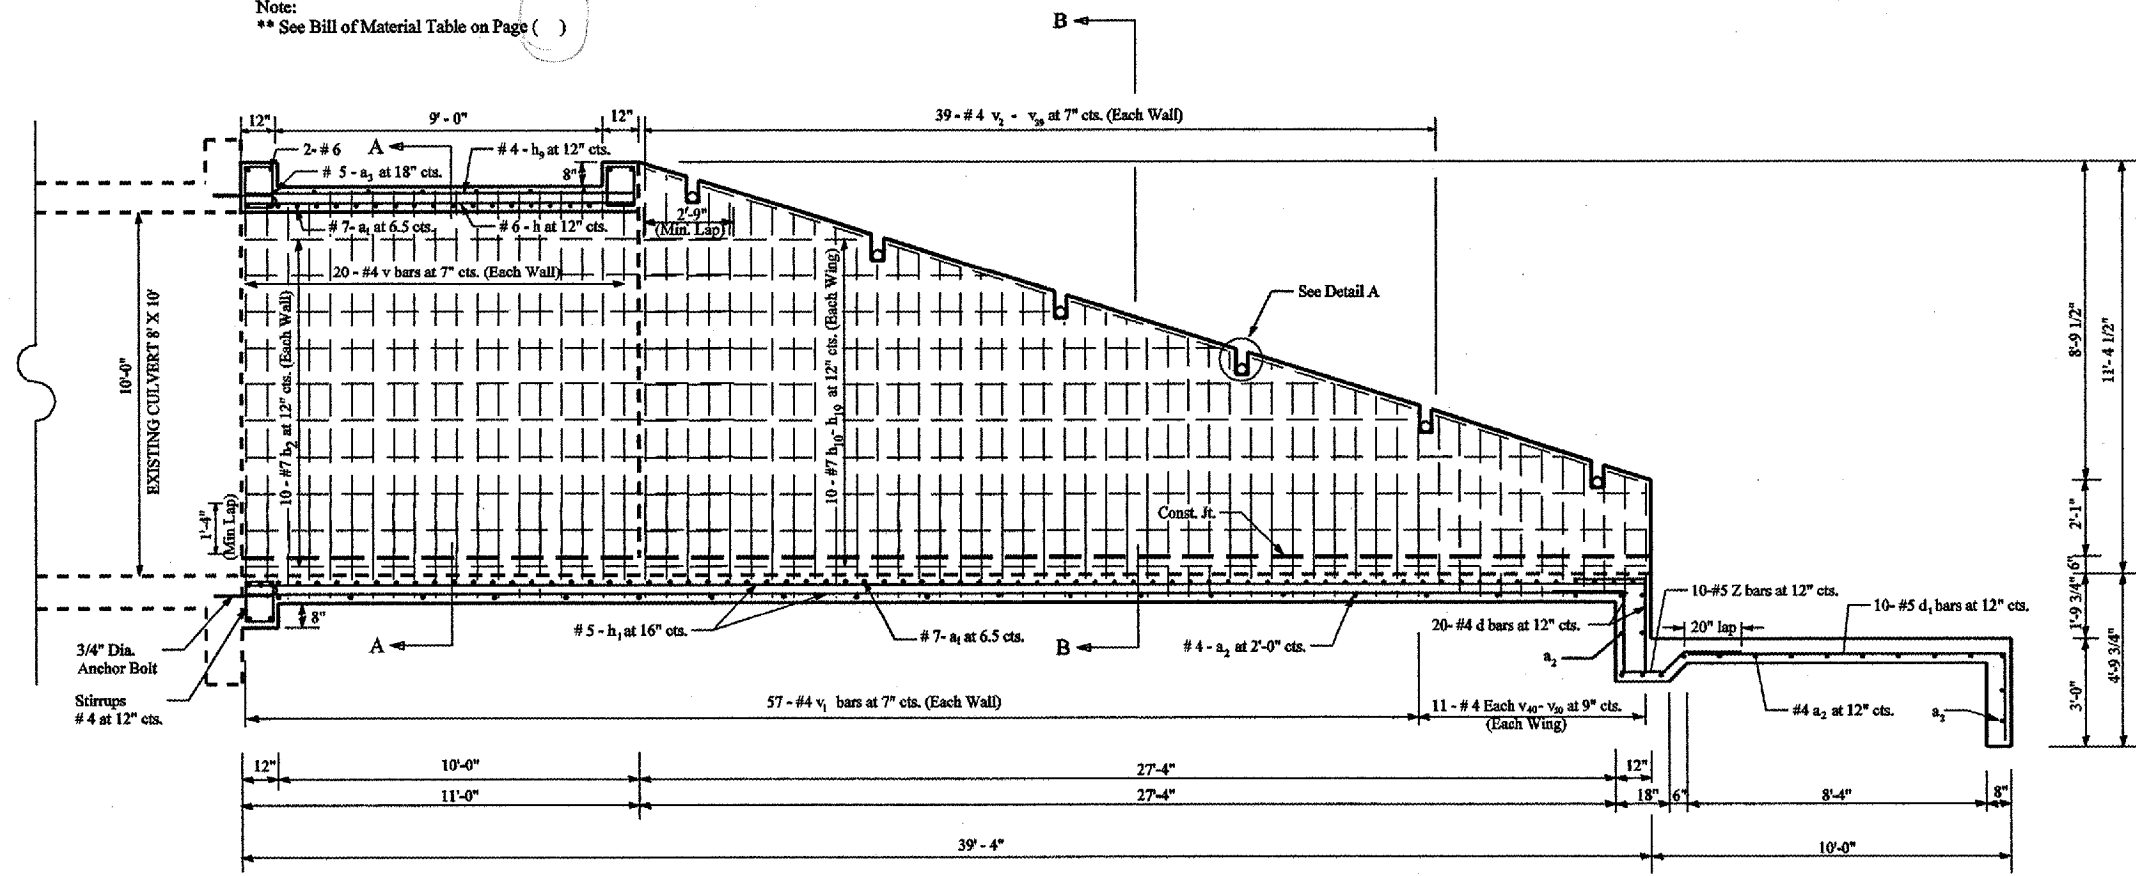 Note:
** See Bill of Material Table on Page ( )
B
12"
9' - 0"
12"
39 - # 4 v2 - v39 at 7" cts. (Each Wall)
2- # 6
A
# 4 - h9 at 12" cts.
# 5 - a3 at 18" cts.
8"
# 7- a1 at 6.5 cts.
# 6 - h at 12" cts.
2'-9"
(Min. Lap)
20 - #4 v bars at 7" cts. (Each Wall)
See Detail A
10'-0"
EXISTING CULVERT 8' X 10'
10 - #7 h2 at 12" cts. (Each Wall)
10 - #7 h10- h19 at 12" cts. (Each Wing)
8'-9 1/2"
11'- 4 1/2"
1'-4"
(Min Lap)
Const. Jt.
2'-1"
6"
1'-9 3/4"
3'-0"
4'-9 3/4"
8"
# 5 - h1 at 16" cts.
# 7- a1 at 6.5 cts.
# 4 - a2 at 2'-0" cts.
10-#5 Z bars at 12" cts.
20- #4 d bars at 12" cts.
20" lap
10- #5 d1 bars at 12" cts.
a2
A
B
3/4" Dia.
Anchor Bolt
Stirrups
# 4 at 12" cts.
57 - #4 v1 bars at 7" cts. (Each Wall)
11 - # 4 Each v40- v50 at 9" cts.
(Each Wing)
#4 a2 at 12" cts.
a2
12"
10'-0"
27'-4"
12"
11'-0"
27'-4"
18"
6"
8'-4"
8"
39' - 4"
10'-0"